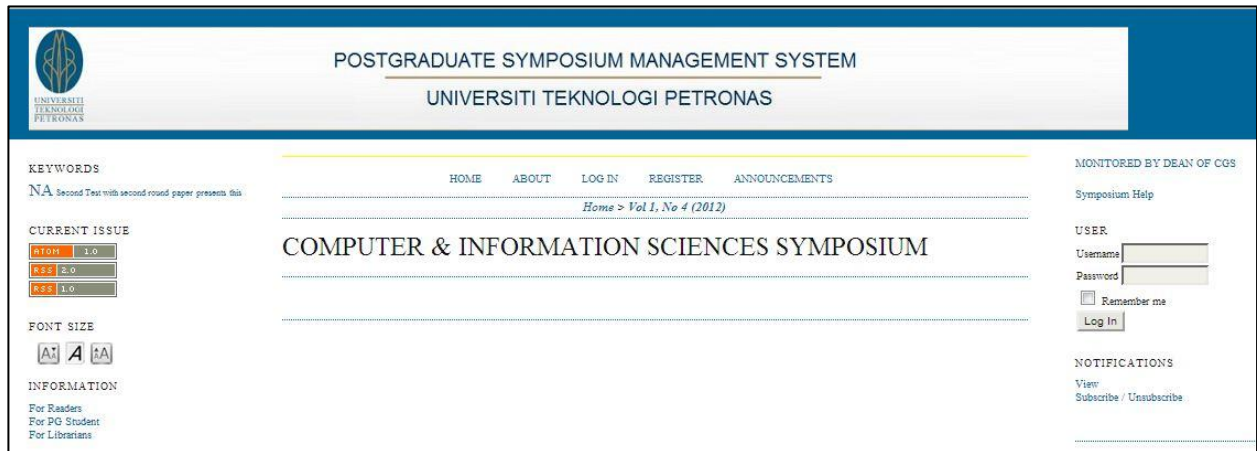 UNIVERSITI
TEKNOLOGI
PETRONAS
POSTGRADUATE SYMPOSIUM MANAGEMENT SYSTEM
UNIVERSITI TEKNOLOGI PETRONAS
KEYWORDS
NA Second Test with second round paper presents this
CURRENT ISSUE
ATOM 1.0
RSS 2.0
RSS 1.0
FONT SIZE
A A A
INFORMATION
For Readers
For PG Student
For Librarians
HOME ABOUT LOG IN REGISTER ANNOUNCEMENTS
Home > Vol 1, No 4 (2012)
COMPUTER & INFORMATION SCIENCES SYMPOSIUM
MONITORED BY DEAN OF CGS
Symposium Help
USER
Username
Password
Remember me
Log In
NOTIFICATIONS
View
Subscribe / Unsubscribe